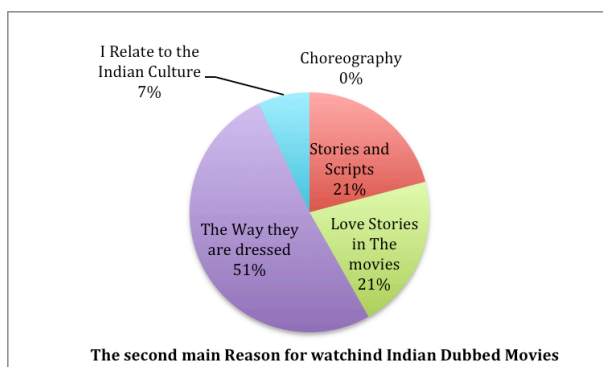 I Relate to the
Indian Culture
7%
Choreography
0%
Stories and
Scripts
21%
Love Stories
in The
movies
21%
The Way they
are dressed
51%
The second main Reason for watchind Indian Dubbed Movies